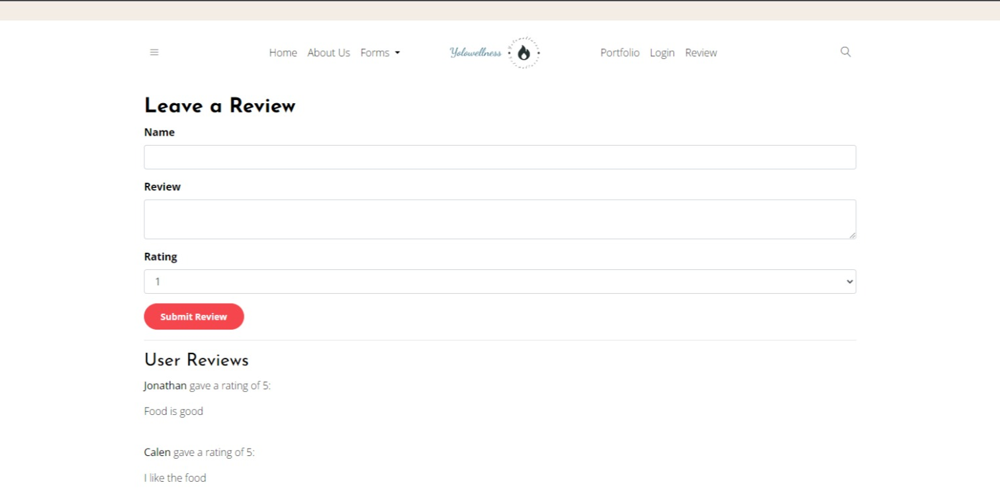 Home About Us Forms Yolowellness Portfolio Login Review
Leave a Review
Name
Review
Rating
1
Submit Review
User Reviews
Jonathan gave a rating of 5:
Food is good
Calen gave a rating of 5:
I like the food